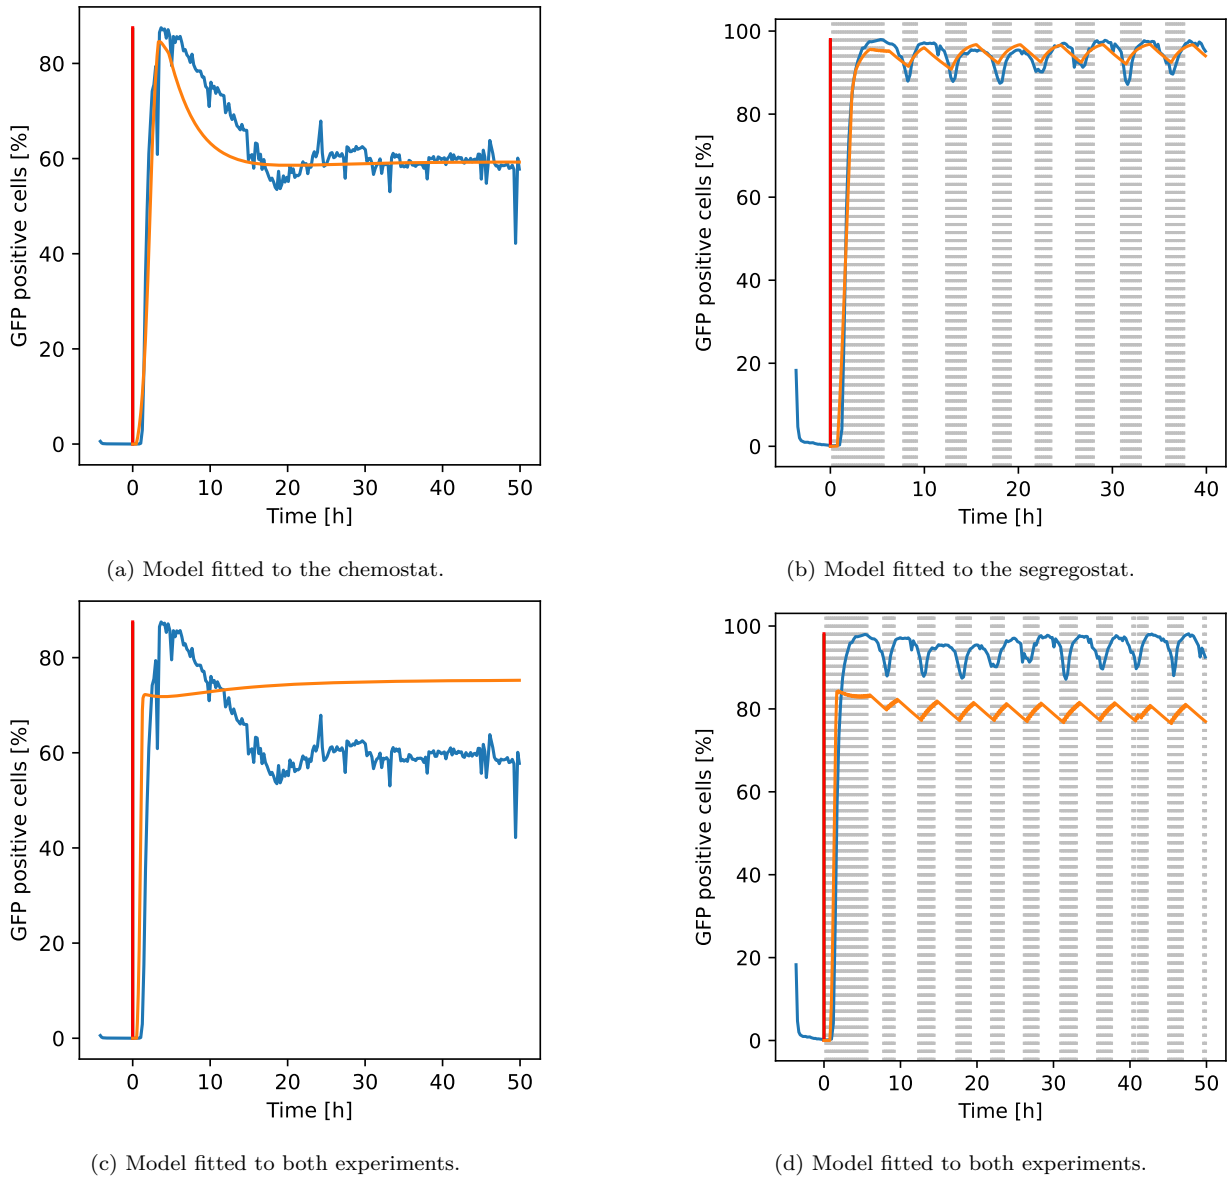 GFP positive cells [%]
80
60
40
20
0
0 10 20 30 40 50
Time [h]
(a) Model fitted to the chemostat.
GFP positive cells [%]
100
80
60
40
20
0
0 10 20 30 40
Time [h]
(b) Model fitted to the segregostat.
GFP positive cells [%]
80
60
40
20
0
0 10 20 30 40 50
Time [h]
(c) Model fitted to both experiments.
GFP positive cells [%]
100
80
60
40
20
0
0 10 20 30 40 50
Time [h]
(d) Model fitted to both experiments.